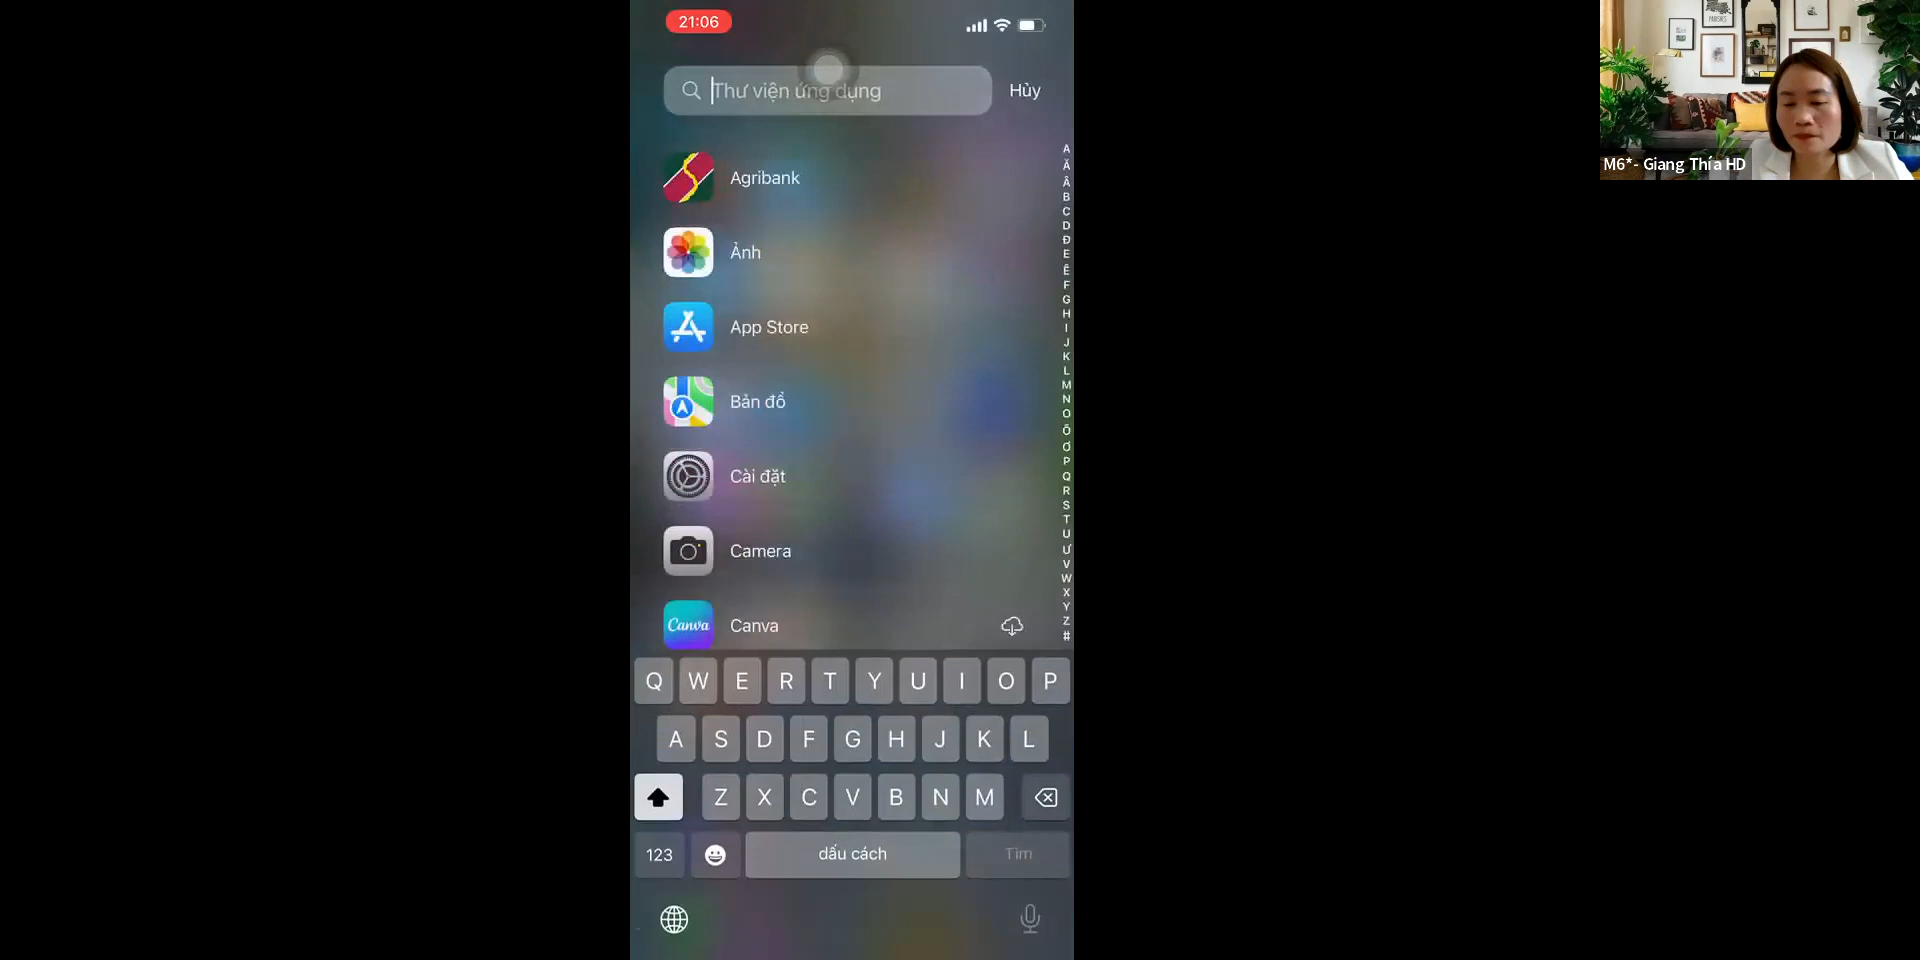 21:06
Thư viện ứng dụng
Hủy
Agribank
Ảnh
App Store
Bản đồ
Cài đặt
Camera
Canva
Canva
A
Ă
Â
B
C
D
Đ
E
Ê
F
G
H
I
J
K
L
M
N
O
Ô
Ơ
P
Q
R
S
T
U
Ư
V
W
X
Y
Z
#
Q W E R T Y U I O P
A S D F G H J K L
Z X C V B N M
123 dấu cách Tìm
M6*- Giang Thía HD